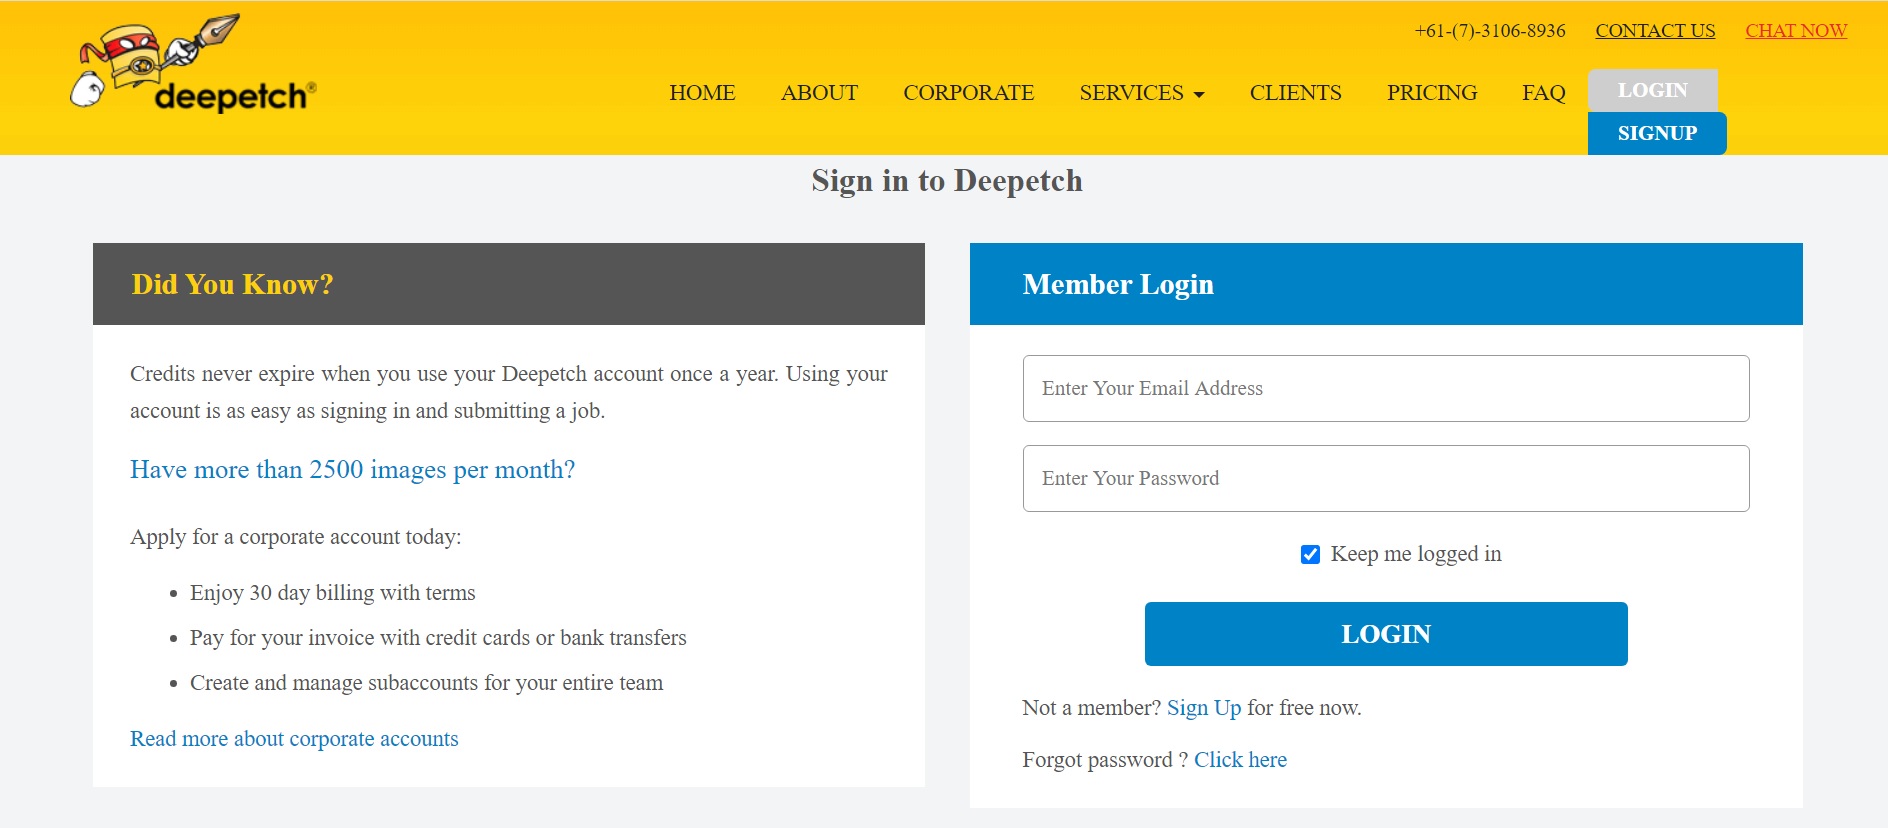 +61-(7)-3106-8936 CONTACT US CHAT NOW
deepetch®
HOME ABOUT CORPORATE SERVICES CLIENTS PRICING FAQ LOGIN
SIGNUP
Sign in to Deepetch
Did You Know?
Credits never expire when you use your Deepetch account once a year. Using your
account is as easy as signing in and submitting a job.
Have more than 2500 images per month?
Apply for a corporate account today:
• Enjoy 30 day billing with terms
• Pay for your invoice with credit cards or bank transfers
• Create and manage subaccounts for your entire team
Read more about corporate accounts
Member Login
Enter Your Email Address
Enter Your Password
Keep me logged in
LOGIN
Not a member? Sign Up for free now.
Forgot password ? Click here